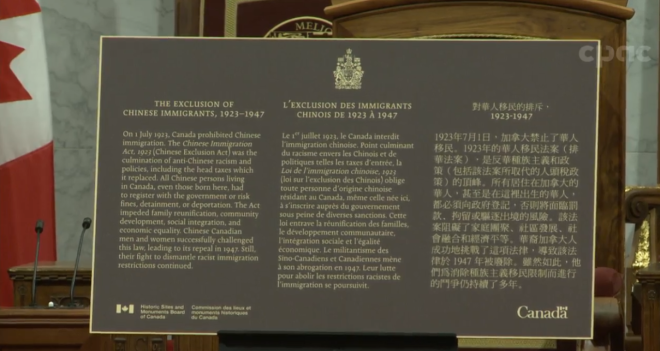 cpac
THE EXCLUSION OF
CHINESE IMMIGRANTS, 1923–1947
On 1 July 1923, Canada prohibited Chinese
immigration. The Chinese Immigration
Act, 1923 (Chinese Exclusion Act) was the
culmination of anti-Chinese racism and
policies, including the head taxes which
it replaced. All Chinese persons living
in Canada, even those born here, had
to register with the government or risk
fines, detainment, or deportation. The Act
impeded family reunification, community
development, social integration, and
economic equality. Chinese Canadian
men and women successfully challenged
this law, leading to its repeal in 1947. Still,
their fight to dismantle racist immigration
restrictions continued.
L'EXCLUSION DES IMMIGRANTS
CHINOIS DE 1923 À 1947
Le 1er juillet 1923, le Canada interdit
l'immigration chinoise. Point culminant
du racisme envers les Chinois et de
politiques telles les taxes d'entrée, la
Loi de l'immigration chinoise, 1923
(loi sur l'exclusion des Chinois) oblige
toute personne d'origine chinoise
résidant au Canada, même celle née ici,
à s'inscrire auprès du gouvernement
sous peine de diverses sanctions. Cette
loi entrave la réunification des familles,
le développement communautaire,
l'intégration sociale et l'égalité
économique. Le militantisme des
Sino-Canadiens et Canadiennes mène
à son abrogation en 1947. Leur lutte
pour abolir les restrictions racistes de
l'immigration se poursuivit.
對華人移民的排斥、
1923-1947
1923年7月1日，加拿大禁止了華人
移民。1923年的華人移民法案（排
華法案），是反華種族主義和政
策（包括該法案所取代的人頭稅政
策）的頂峰。所有居住在加拿大的
華人，甚至是在這裡出生的華人，
都必須向政府登記，否則將面臨罰
款、拘留或驅逐出境的風險。該法
案阻礙了家庭團聚、社區發展、社
會融合和經濟平等。華裔加拿大人
成功地挑戰了這項法律，導致該法
律於 1947 年被廢除。雖然如此，他
們為消除種族主義移民限制而進行
的鬥爭仍持續了多年。
Historic Sites and
Monuments Board
of Canada
Commission des lieux et
monuments historiques
du Canada
Canada